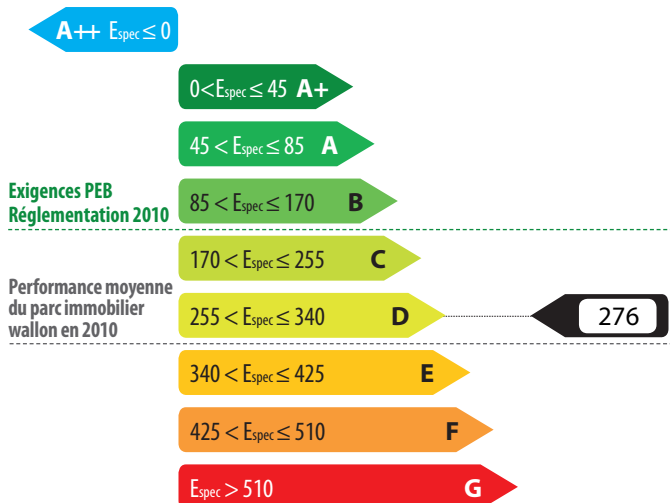 A++ Espec ≤ 0
0<Espec ≤ 45 A+
45 < Espec ≤ 85 A
Exigences PEB
Réglementation 2010
85 < Espec ≤ 170 B
170 < Espec ≤ 255 C
Performance moyenne
du parc immobilier
wallon en 2010
255 < Espec ≤ 340 D
276
340 < Espec ≤ 425 E
425 < Espec ≤ 510 F
Espec > 510 G